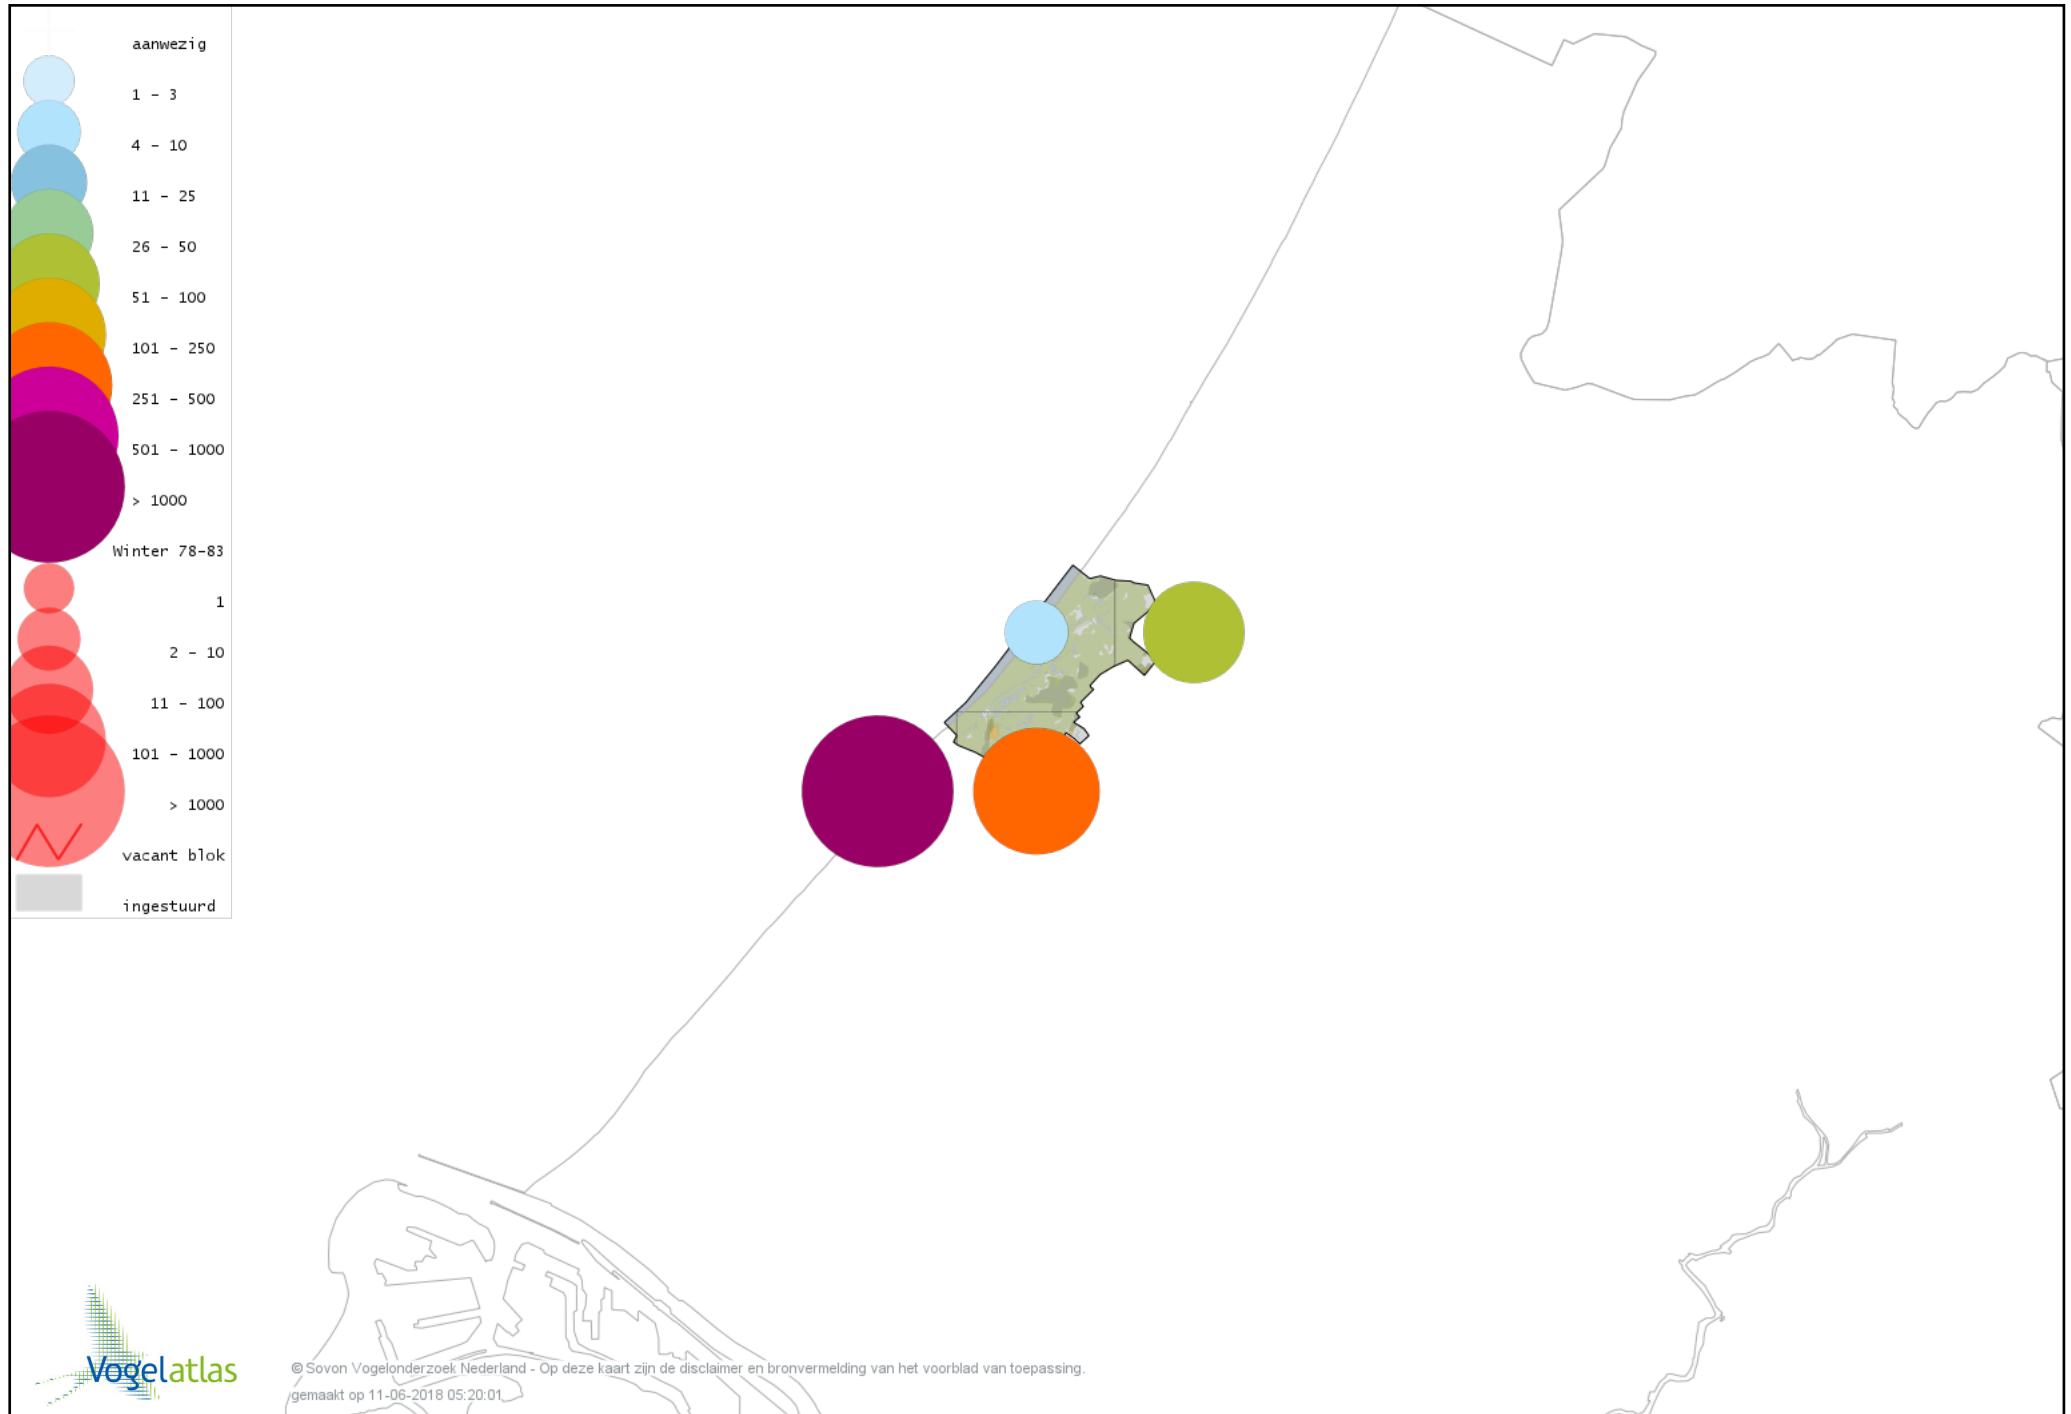 aanwezig
1 - 3
4 - 10
11 - 25
26 - 50
51 - 100
101 - 250
251 - 500
501 - 1000
> 1000
Winter 78-83
1
2 - 10
11 - 100
101 - 1000
> 1000
vacant blok
ingestuurd
Vogelatlas
© Sovon Vogelonderzoek Nederland - Op deze kaart zijn de disclaimer en bronvermelding van het voorblad van toepassing.
gemaakt op 11-06-2018 05:20:01